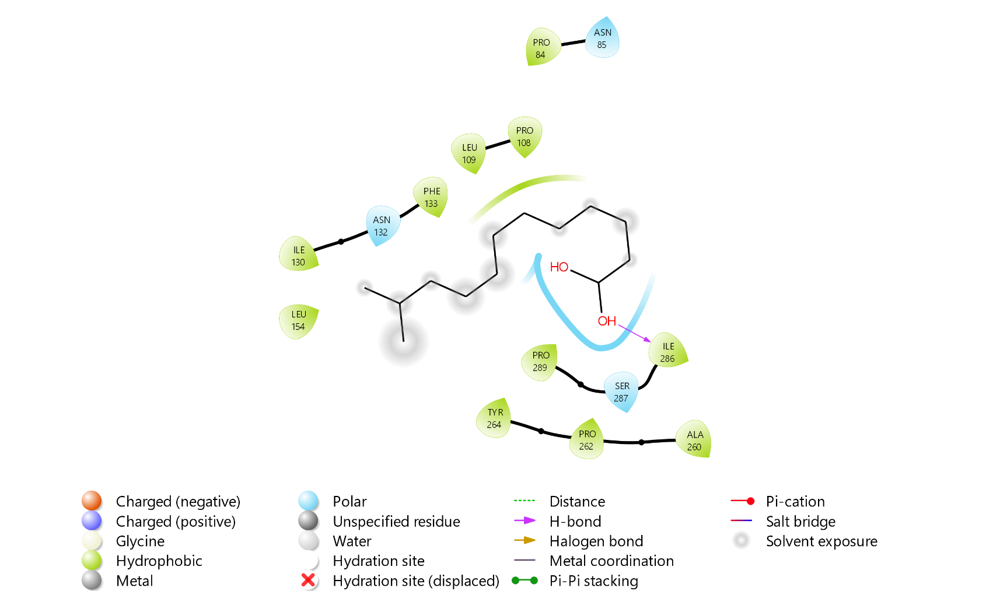 ASN
85
PRO
84
PRO
108
LEU
109
PHE
133
ASN
132
ILE
130
HO
LEU
154
OH
ILE
286
PRO
289
SER
287
TYR
264
PRO
262
ALA
260
Charged (negative)
Charged (positive)
Glycine
Hydrophobic
Metal
Polar
Unspecified residue
Water
Hydration site
Hydration site (displaced)
Distance
H-bond
Halogen bond
Metal coordination
Pi-Pi stacking
Pi-cation
Salt bridge
Solvent exposure